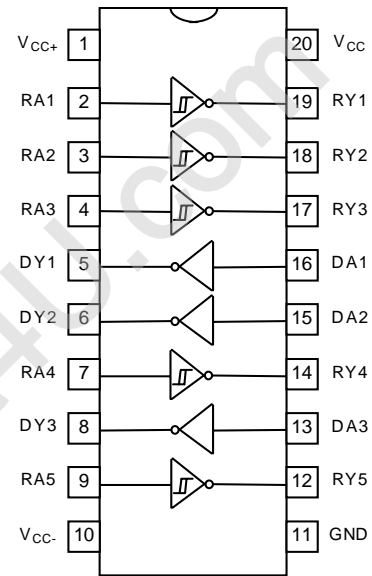 VCC+ 1 20 VCC
RA1 2 19 RY1
RA2 3 18 RY2
RA3 4 17 RY3
DY1 5 16 DA1
DY2 6 15 DA2
RA4 7 14 RY4
DY3 8 13 DA3
RA5 9 12 RY5
VCC- 10 11 GND
4U.com